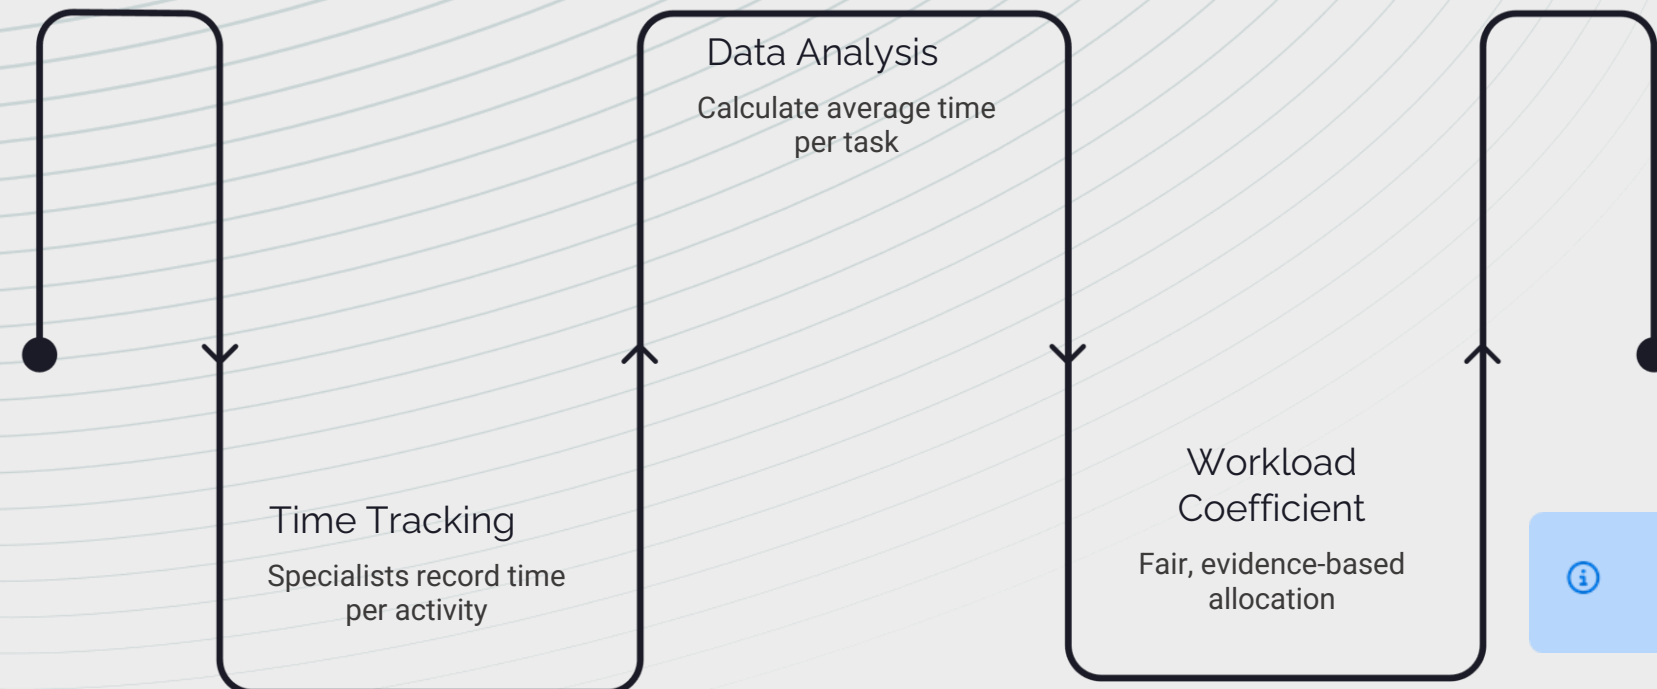 Data Analysis
Calculate average time
per task
Time Tracking
Specialists record time
per activity
Workload
Coefficient
Fair, evidence-based
allocation